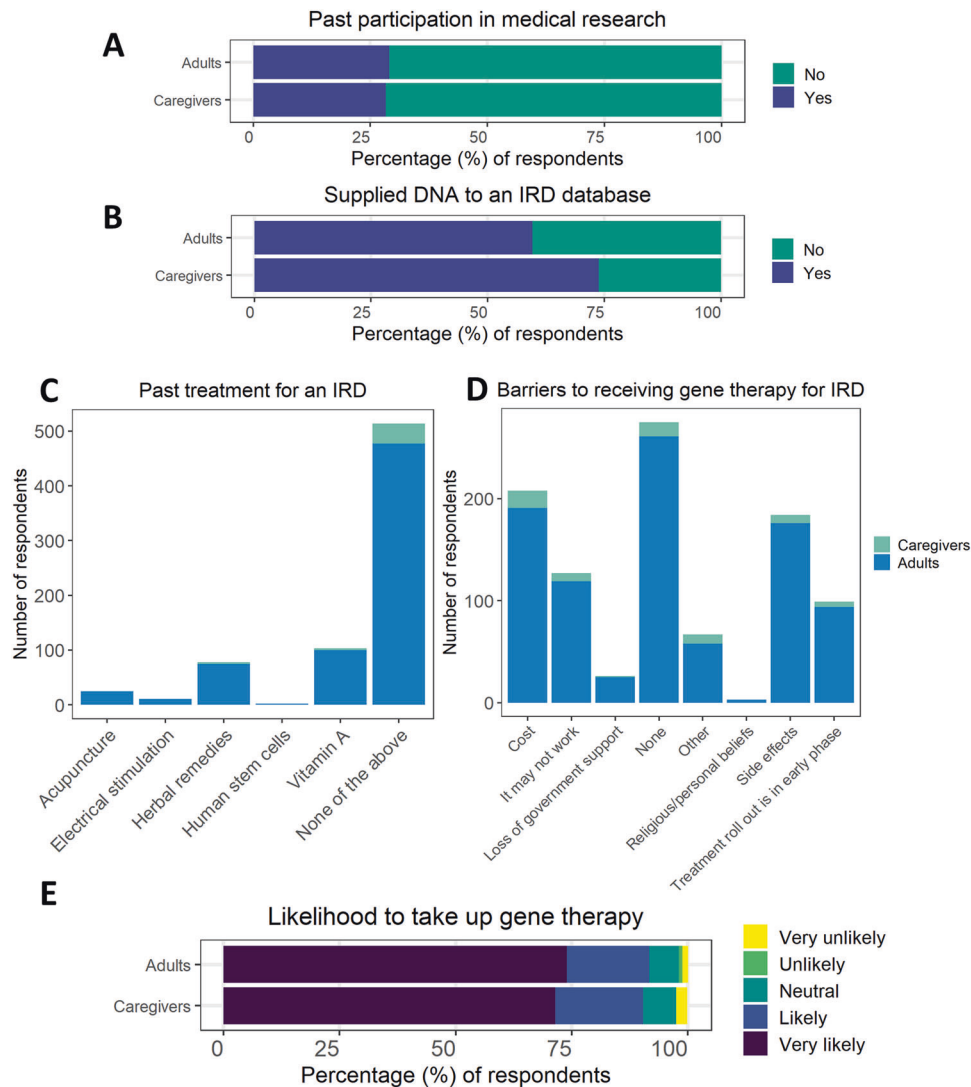 A
Past participation in medical research
Adults
Caregivers
0 25 50 75 100
Percentage (%) of respondents
No
Yes
B
Supplied DNA to an IRD database
Adults
Caregivers
0 25 50 75 100
Percentage (%) of respondents
No
Yes
C
Past treatment for an IRD
Number of respondents
500
400
300
200
100
0
Acupuncture
Electrical stimulation
Herbal remedies
Human stem cells
Vitamin A
None of the above
D
Barriers to receiving gene therapy for IRD
Number of respondents
200
100
0
Cost
It may not work
Loss of government support
None
Other
Religious/personal beliefs
Side effects
Treatment roll out is in early phase
Caregivers
Adults
E
Likelihood to take up gene therapy
Adults
Caregivers
0 25 50 75 100
Percentage (%) of respondents
Very unlikely
Unlikely
Neutral
Likely
Very likely